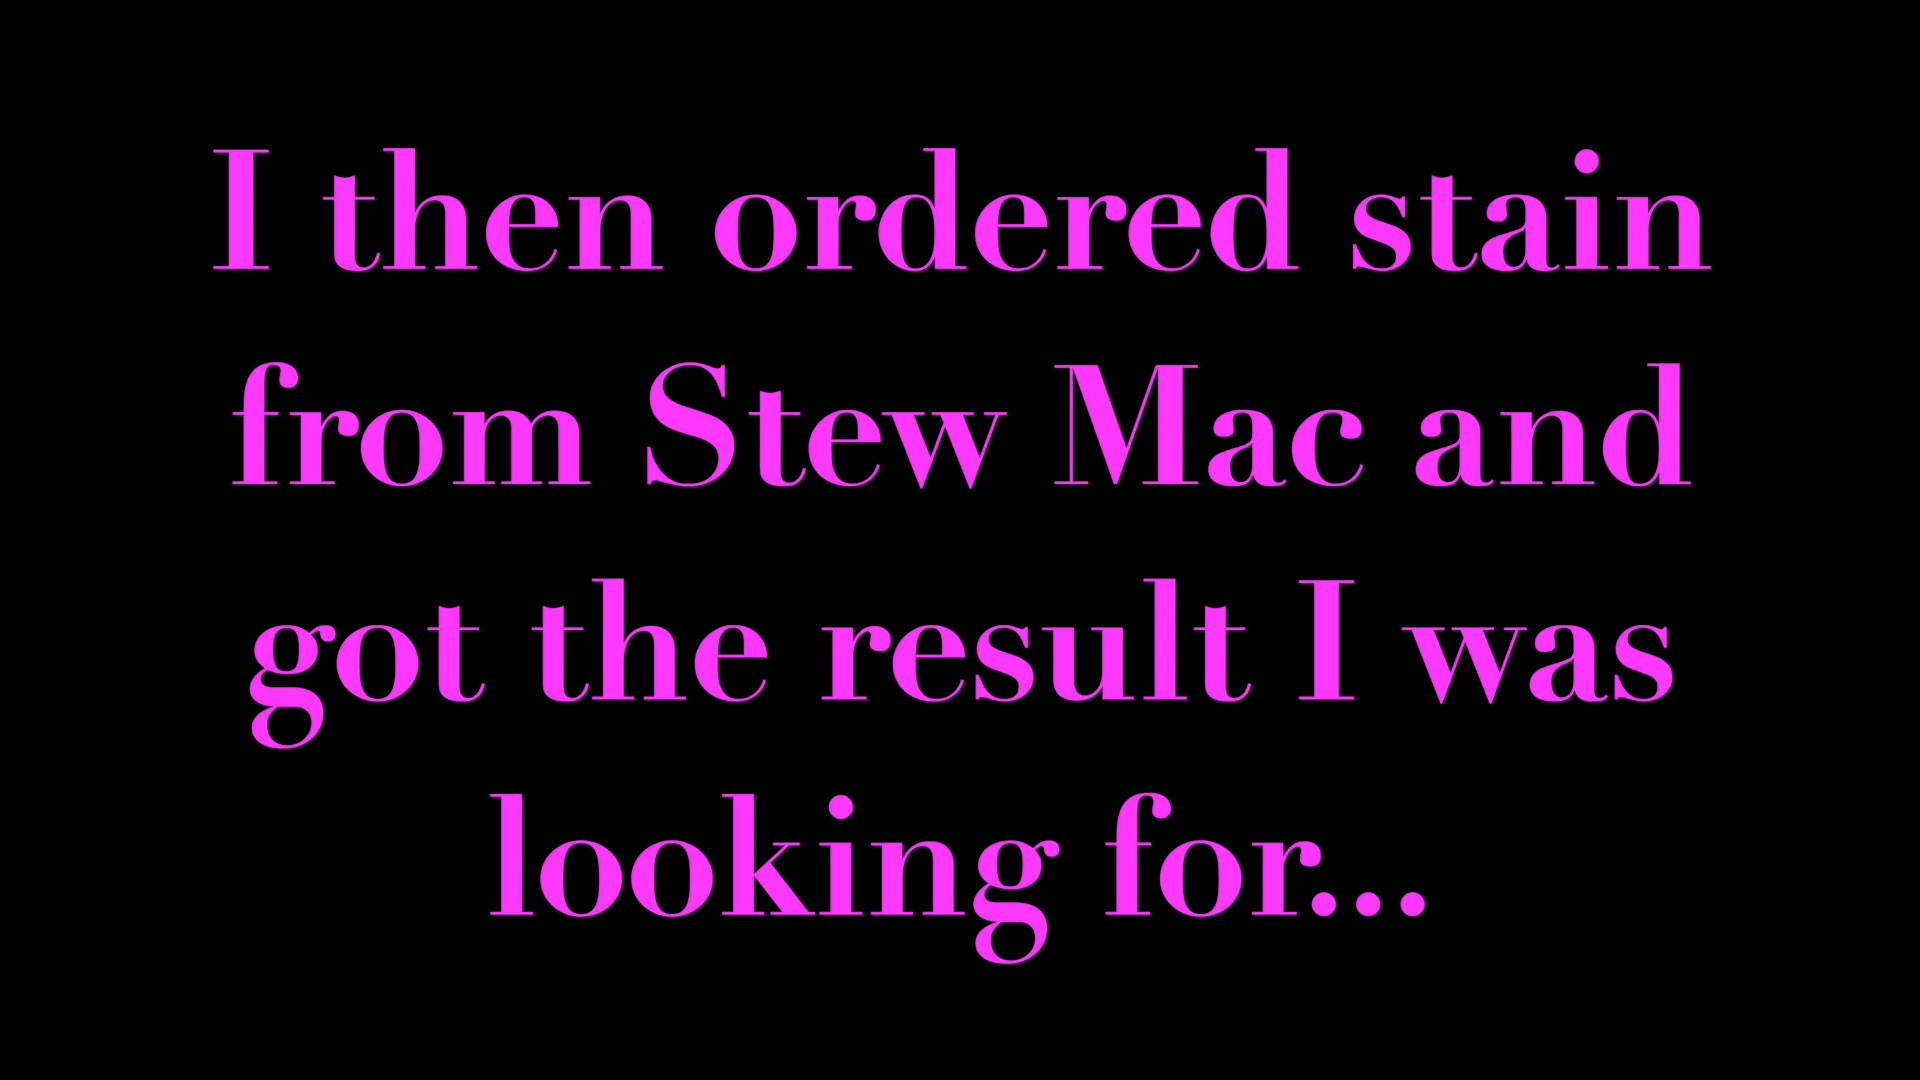 I then ordered stain
from Stew Mac and
got the result I was
looking for...